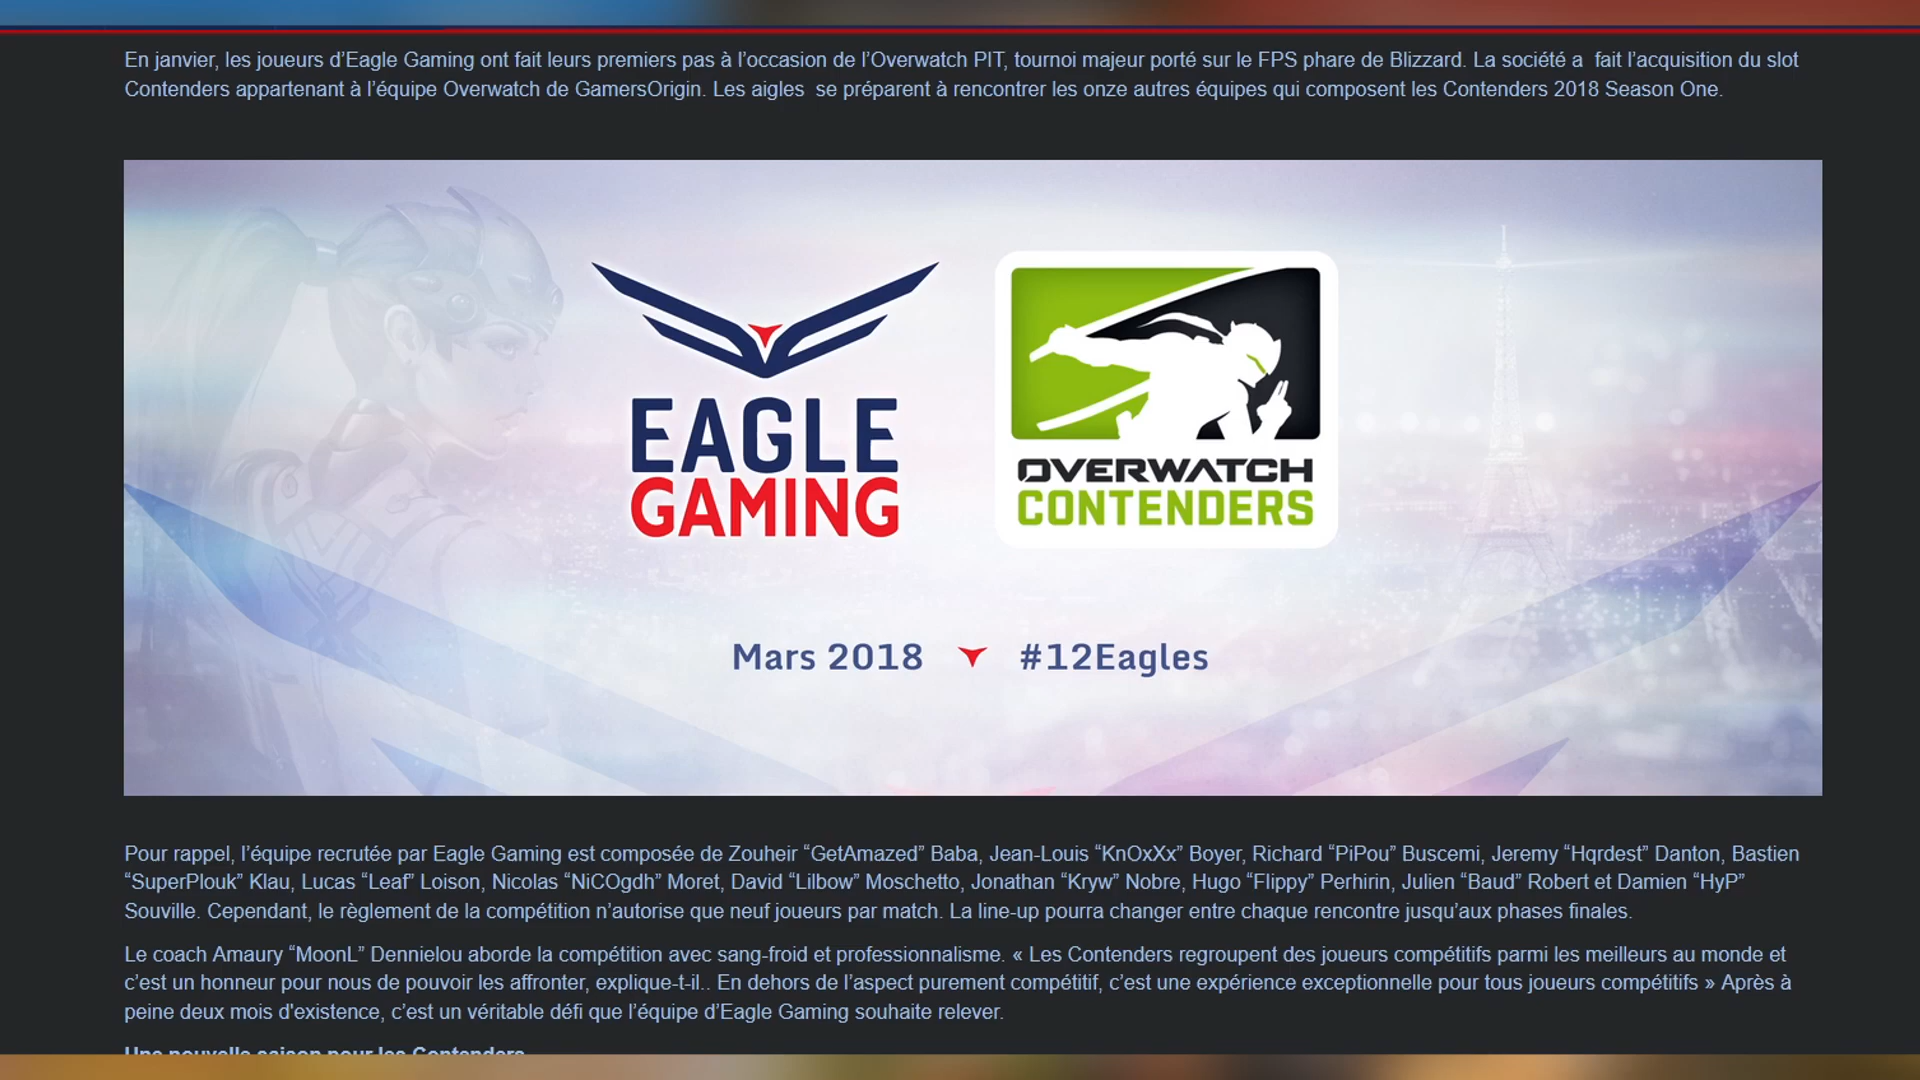 En janvier, les joueurs d’Eagle Gaming ont fait leurs premiers pas à l’occasion de l’Overwatch PIT, tournoi majeur porté sur le FPS phare de Blizzard. La société a  fait l’acquisition du slot
Contenders appartenant à l’équipe Overwatch de GamersOrigin. Les aigles  se préparent à rencontrer les onze autres équipes qui composent les Contenders 2018 Season One.
EAGLE
GAMING
OVERWATCH
CONTENDERS
Mars 2018 #12Eagles
Pour rappel, l’équipe recrutée par Eagle Gaming est composée de Zouheir “GetAmazed” Baba, Jean-Louis “KnOxXx” Boyer, Richard “PiPou” Buscemi, Jeremy “Hqrdest” Danton, Bastien
“SuperPlouk” Klau, Lucas “Leaf” Loison, Nicolas “NiCOgdh” Moret, David “Lilbow” Moschetto, Jonathan “Kryw” Nobre, Hugo “Flippy” Perhirin, Julien “Baud” Robert et Damien “HyP”
Souville. Cependant, le règlement de la compétition n’autorise que neuf joueurs par match. La line-up pourra changer entre chaque rencontre jusqu’aux phases finales.
Le coach Amaury “MoonL” Dennielou aborde la compétition avec sang-froid et professionnalisme. « Les Contenders regroupent des joueurs compétitifs parmi les meilleurs au monde et
c’est un honneur pour nous de pouvoir les affronter, explique-t-il.. En dehors de l’aspect purement compétitif, c’est une expérience exceptionnelle pour tous joueurs compétitifs » Après à
peine deux mois d'existence, c’est un véritable défi que l’équipe d’Eagle Gaming souhaite relever.
Une nouvelle saison pour les Contenders